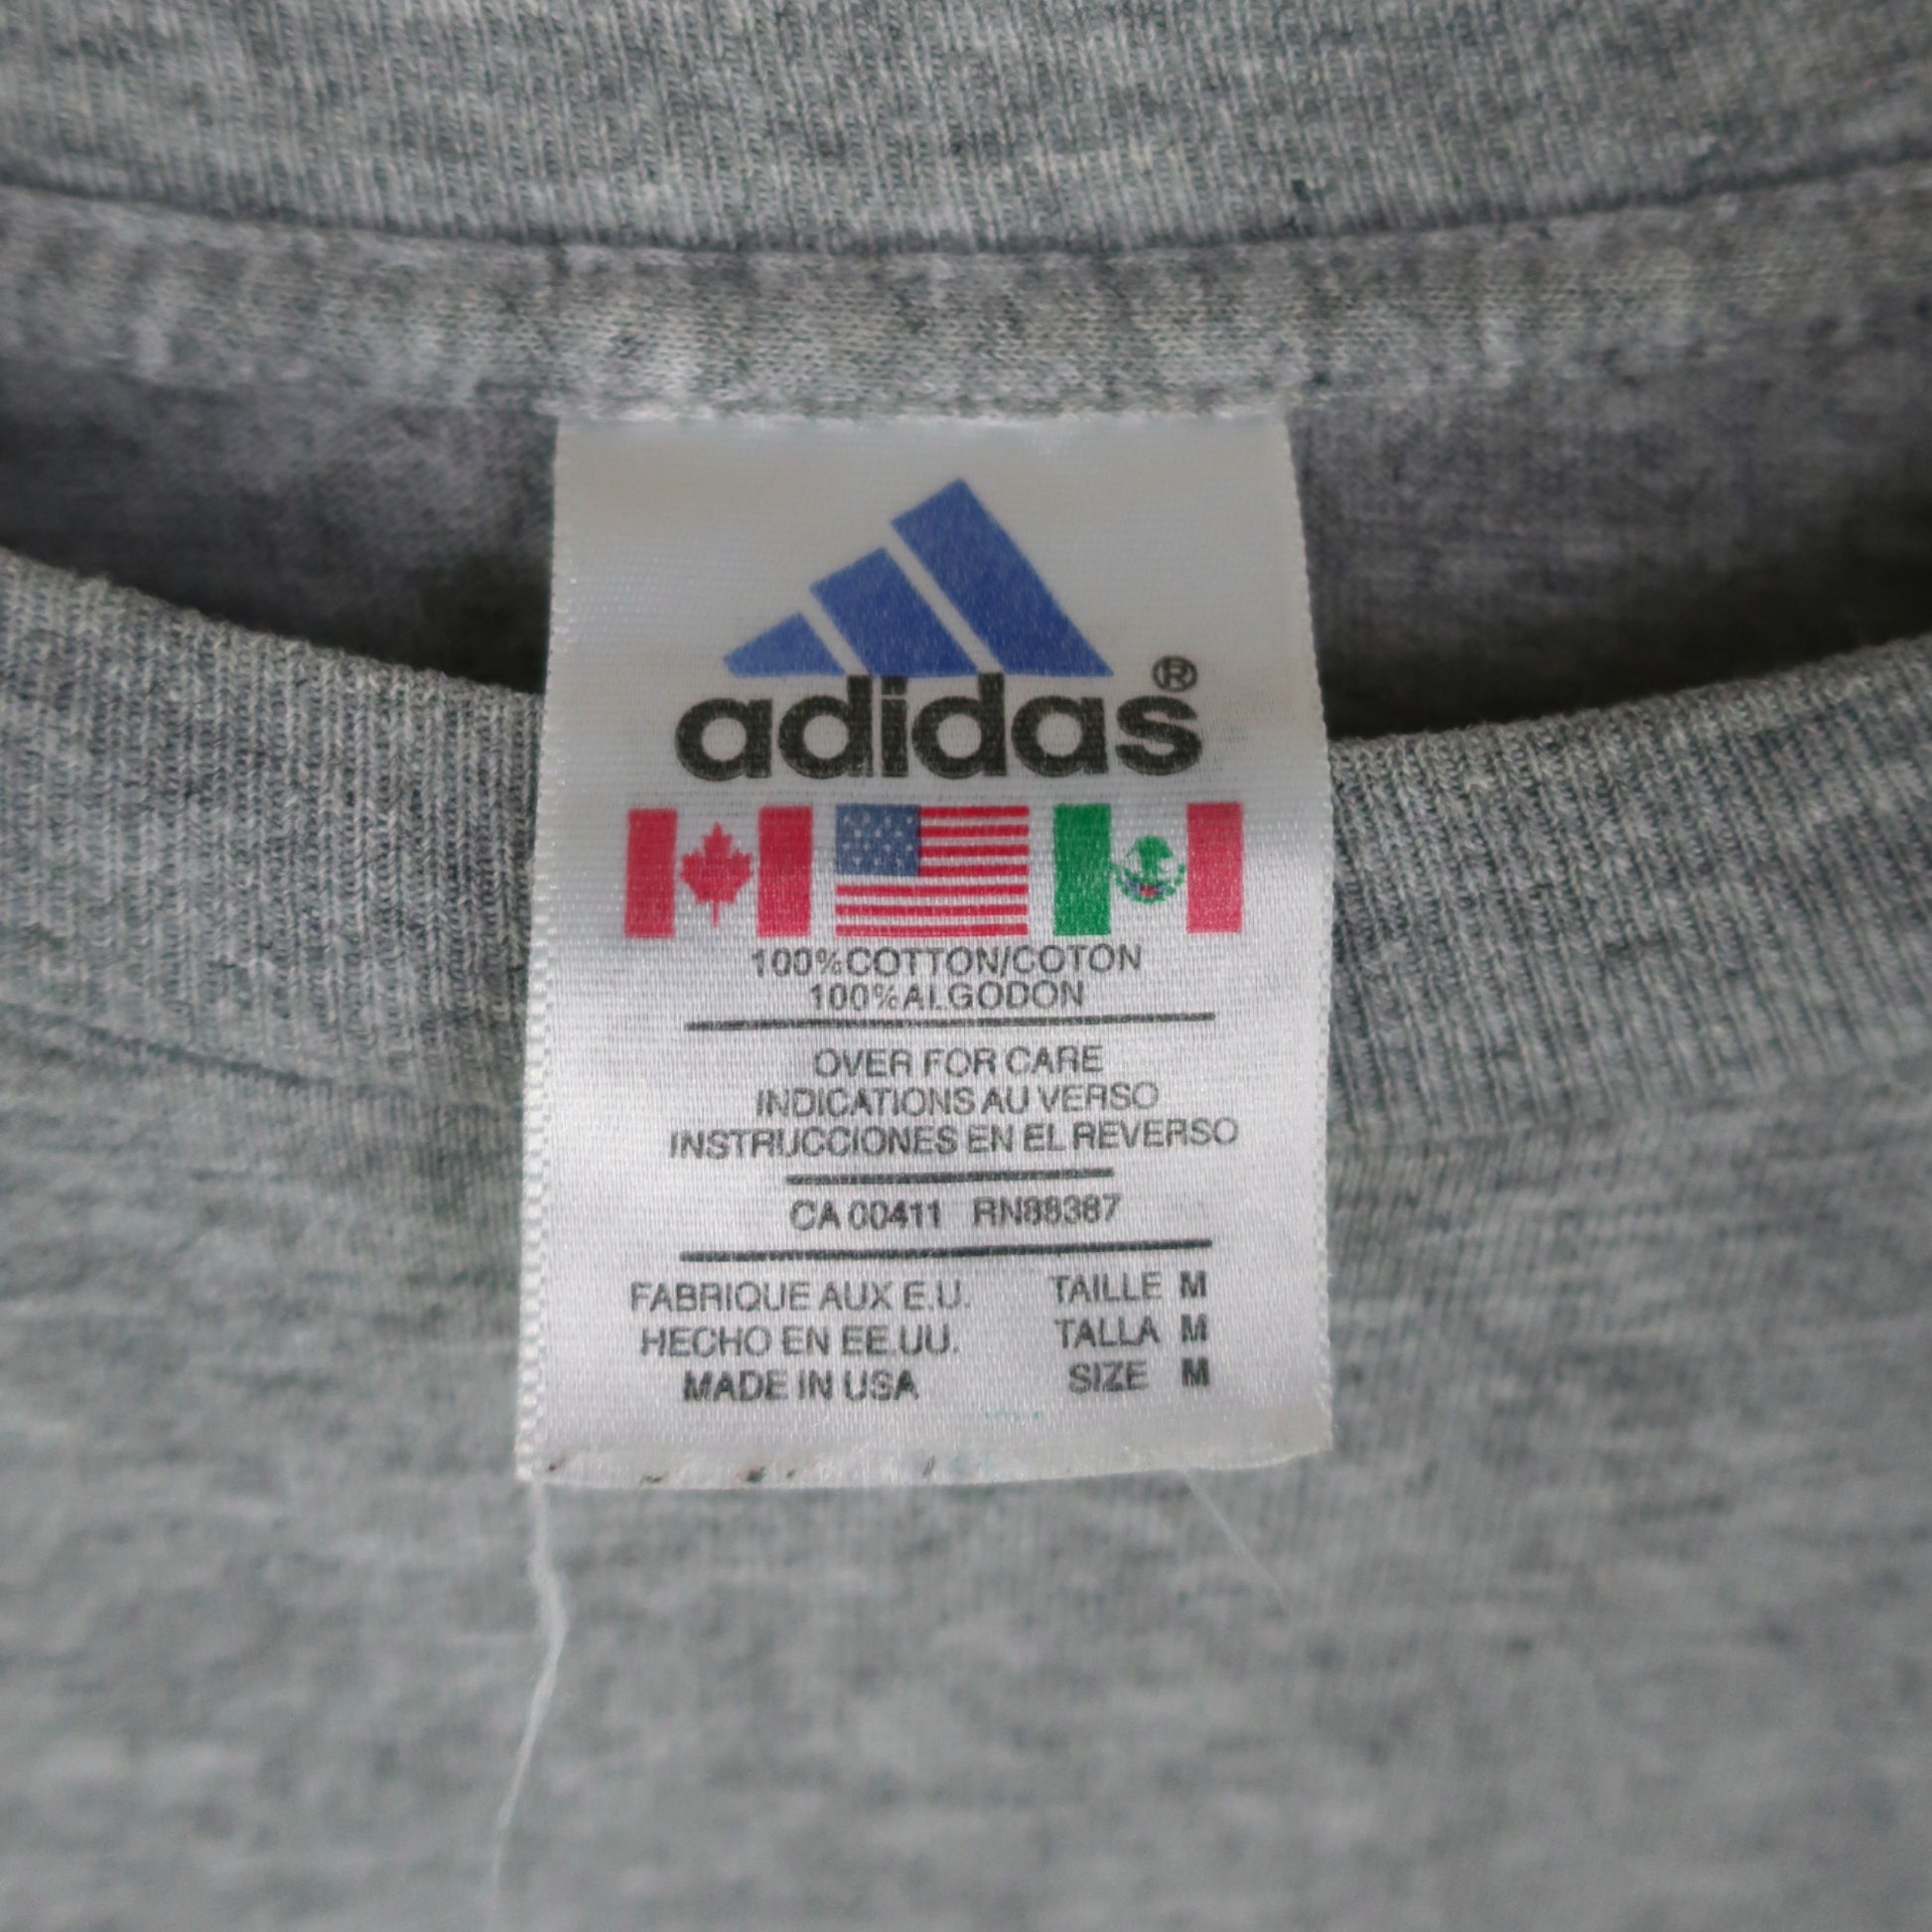 adidas®
100%COTTON/COTON
100%ALGODON
OVER FOR CARE
INDICATIONS AU VERSO
INSTRUCCIONES EN EL REVERSO
CA 00411 RN88387
FABRIQUE AUX E.U. TAILLE M
HECHO EN EE.UU. TALLA M
MADE IN USA SIZE M